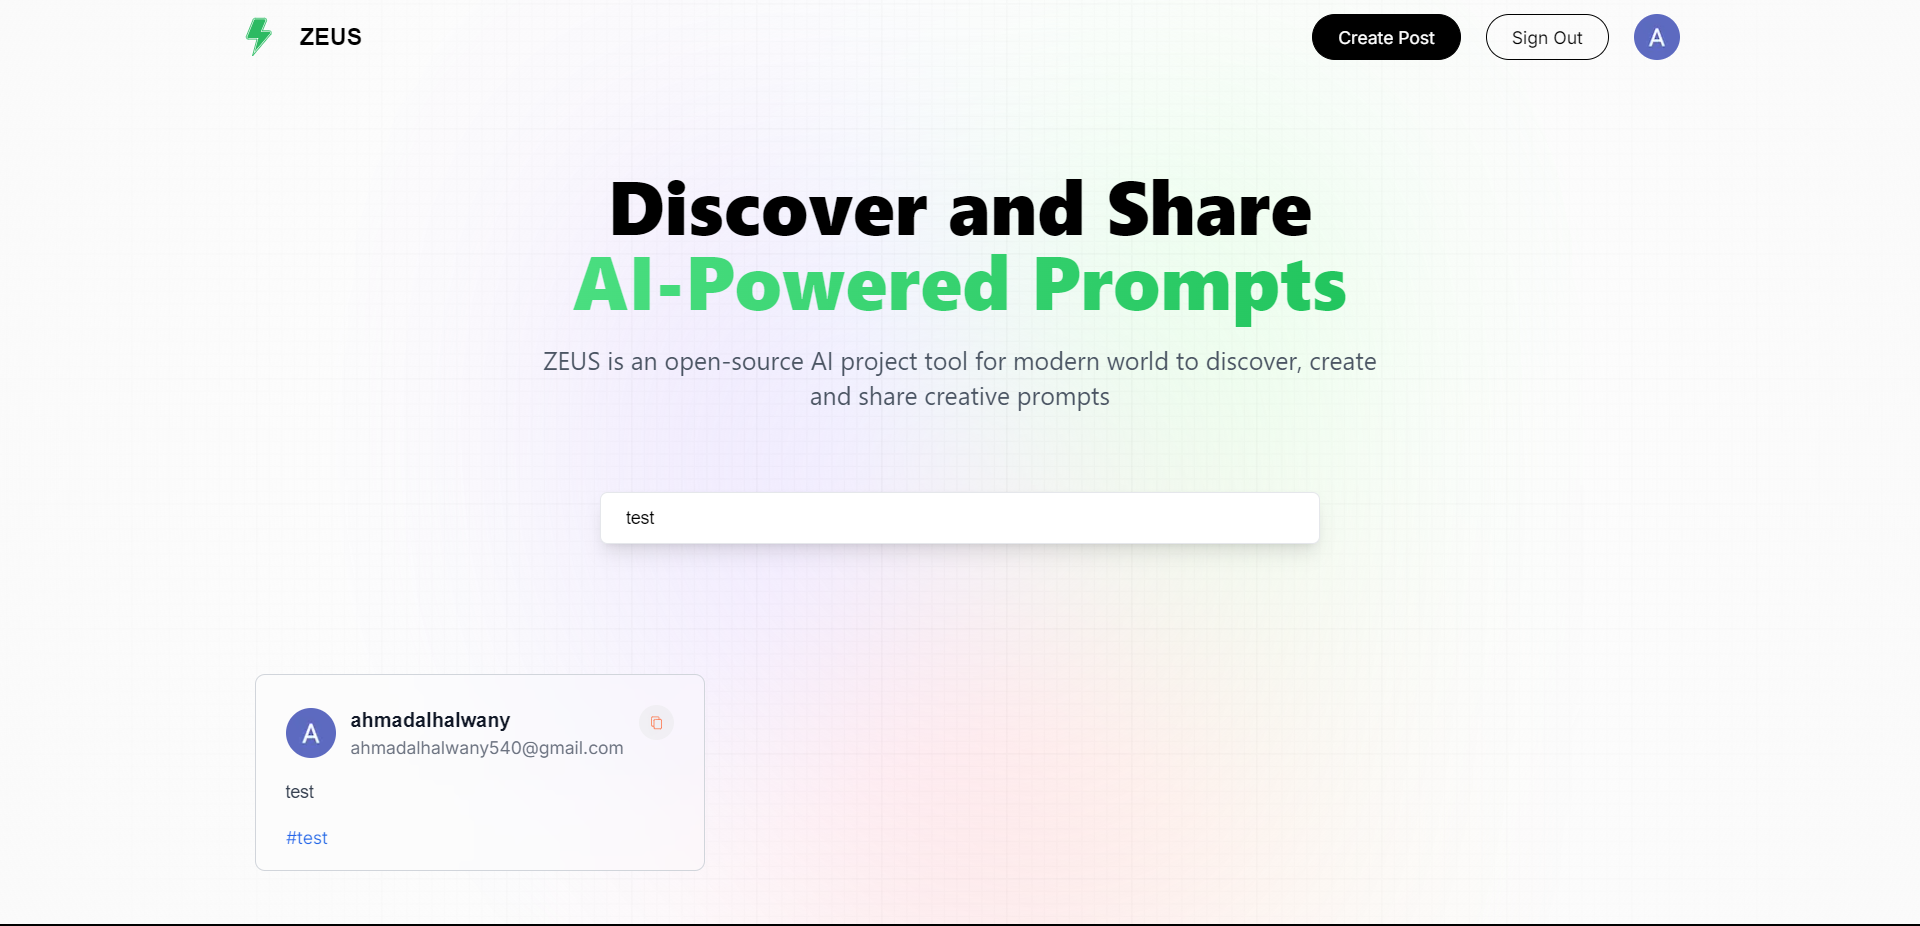 ZEUS
Create Post
Sign Out
A
Discover and Share
AI-Powered Prompts
ZEUS is an open-source AI project tool for modern world to discover, create
and share creative prompts
test
A
ahmadalhalwany
ahmadalhalwany540@gmail.com
test
#test